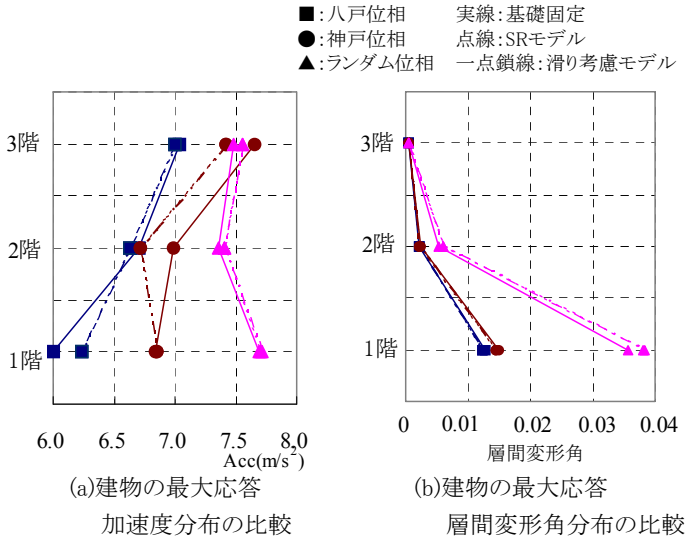 ■:八戸位相 実線:基礎固定
●:神戸位相 点線:SRモデル
▲:ランダム位相 一点鎖線:滑り考慮モデル
3階
2階
1階
6.0 6.5 7.0 7.5 8.0
Acc(m/s²)
(a)建物の最大応答
加速度分布の比較
3階
2階
1階
0 0.01 0.02 0.03 0.04
層間変形角
(b)建物の最大応答
層間変形角分布の比較